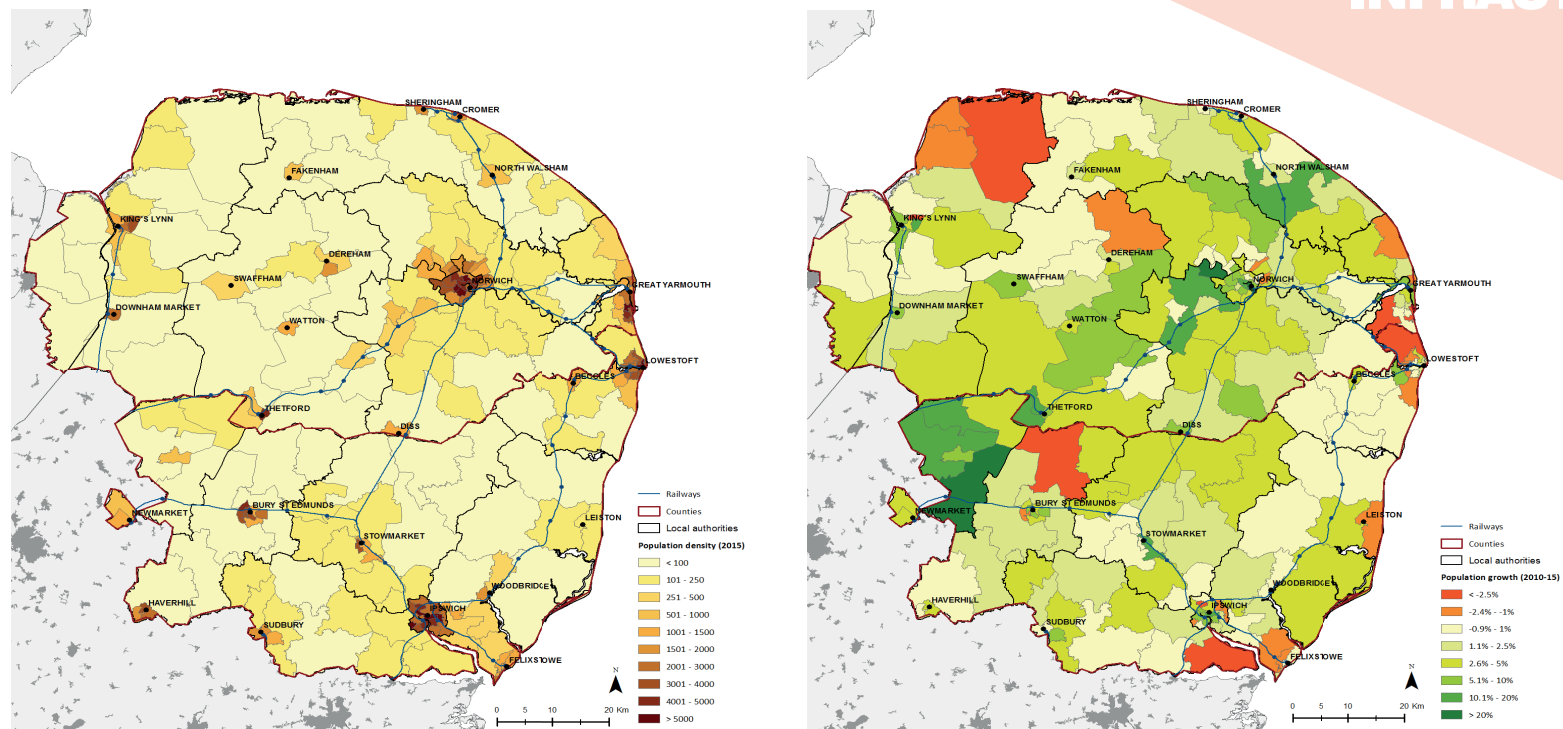 SHERINGHAM
CROMER
FAKENHAM
NORTH WALSHAM
KING'S LYNN
DEREHAM
SWAFFHAM
NORWICH
GREAT YARMOUTH
DOWNHAM MARKET
WATTON
LOWESTOFT
BECCLES
THETFORD
DISS
BURY ST EDMUNDS
NEWMARKET
LEISTON
STOWMARKET
WOODBRIDGE
HAVERHILL
IPSWICH
SUDBURY
FELIXSTOWE
Railways
Counties
Local authorities
Population density (2015)
< 100
101 - 250
251 - 500
501 - 1000
1001 - 1500
1501 - 2000
2001 - 3000
3001 - 4000
4001 - 5000
> 5000
N
0 5 10 20 Km
SHERINGHAM
CROMER
FAKENHAM
NORTH WALSHAM
KING'S LYNN
DEREHAM
SWAFFHAM
NORWICH
GREAT YARMOUTH
DOWNHAM MARKET
WATTON
LOWESTOFT
BECCLES
THETFORD
DISS
BURY ST EDMUNDS
NEWMARKET
LEISTON
STOWMARKET
WOODBRIDGE
HAVERHILL
IPSWICH
SUDBURY
FELIXSTOWE
Railways
Counties
Local authorities
Population growth (2010-15)
< -2.5%
-2.4% - -1%
-0.9% - 1%
1.1% - 2.5%
2.6% - 5%
5.1% - 10%
10.1% - 20%
> 20%
N
0 5 10 20 Km